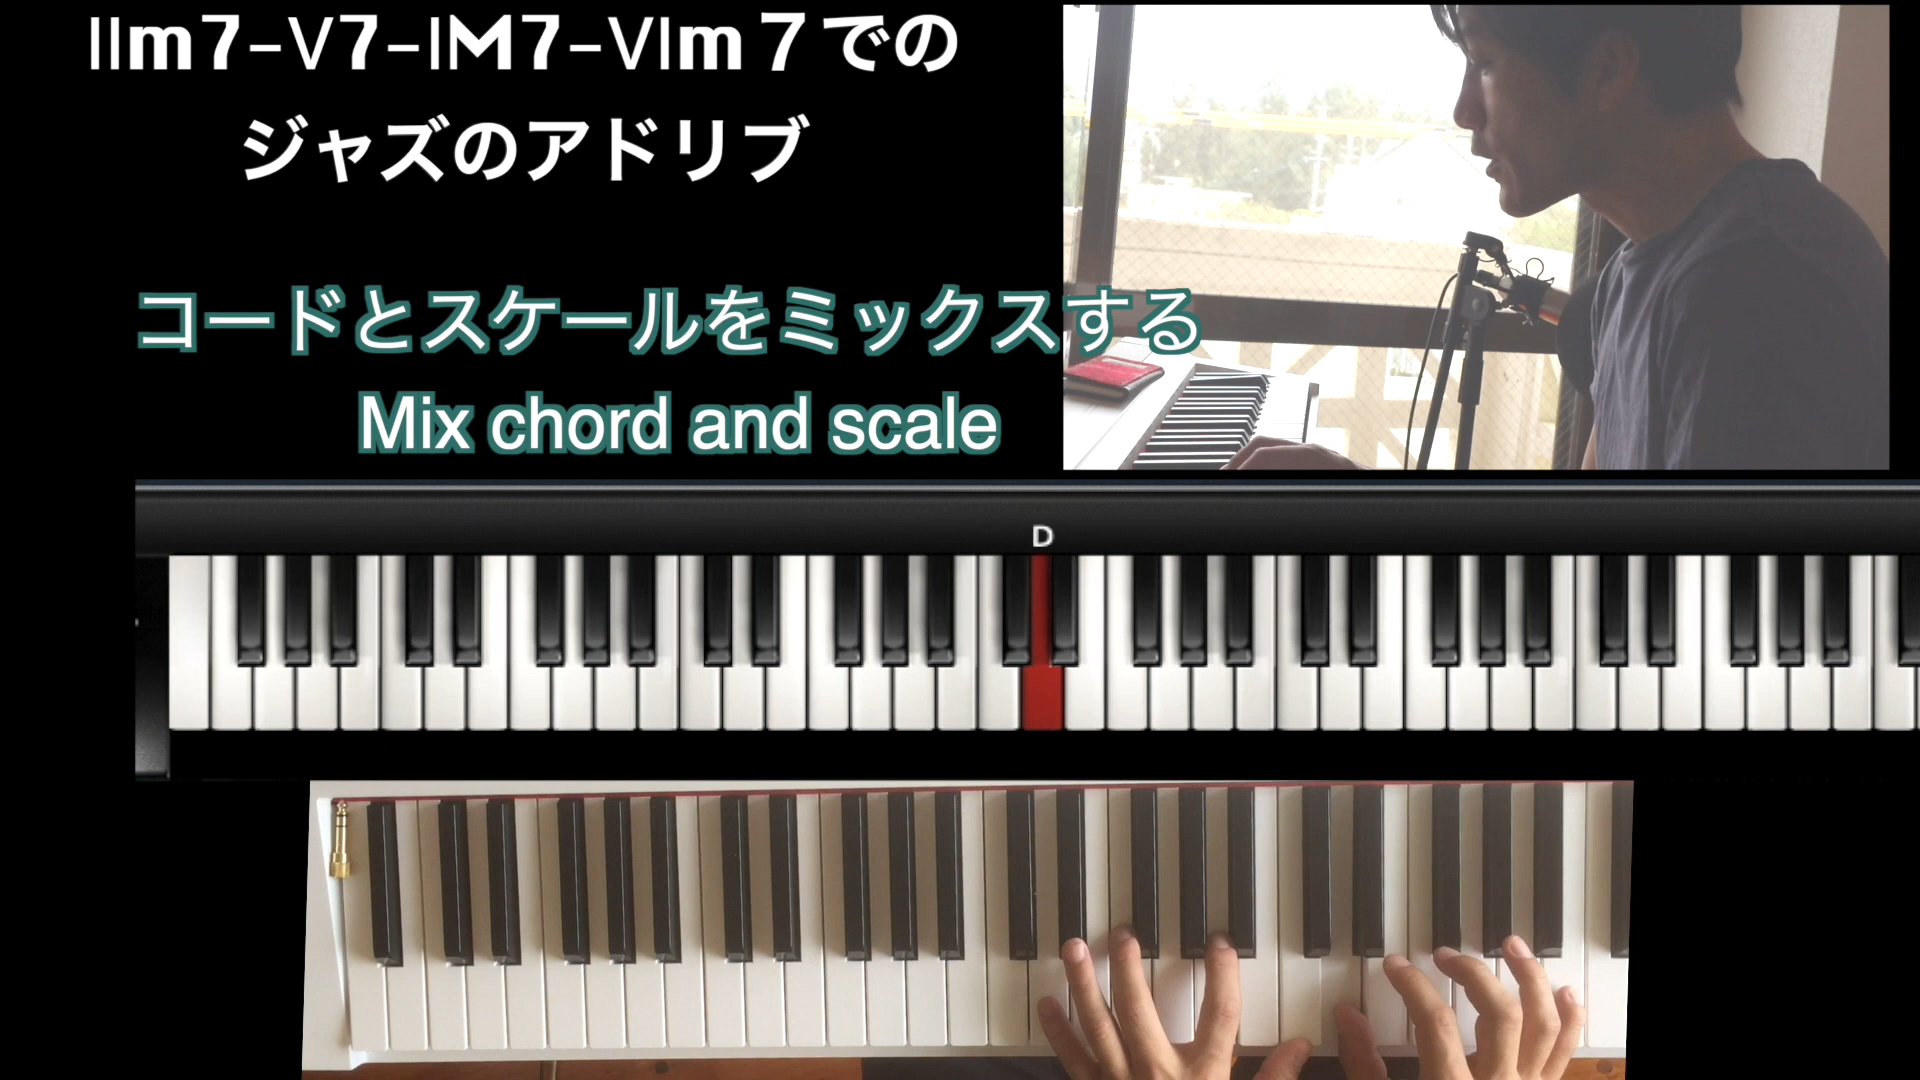 IIm7-V7-IM7-VIm7での
ジャズのアドリブ
コードとスケールをミックスする
Mix chord and scale
D